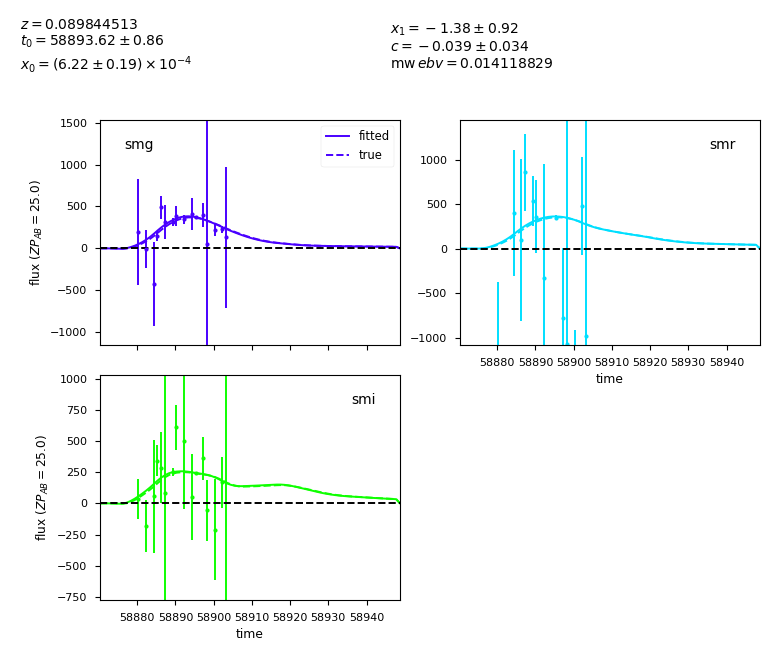 z = 0.089844513
t₀ = 58893.62 ± 0.86
x₀ = (6.22 ± 0.19) × 10⁻⁴
x₁ = −1.38 ± 0.92
c = −0.039 ± 0.034
mw ebv = 0.014118829
smg
fitted
true
1500
1000
500
0
−500
−1000
flux (ZP_AB = 25.0)
smr
1000
500
0
−500
−1000
58880 58890 58900 58910 58920 58930 58940
time
smi
1000
750
500
250
0
−250
−500
−750
flux (ZP_AB = 25.0)
58880 58890 58900 58910 58920 58930 58940
time